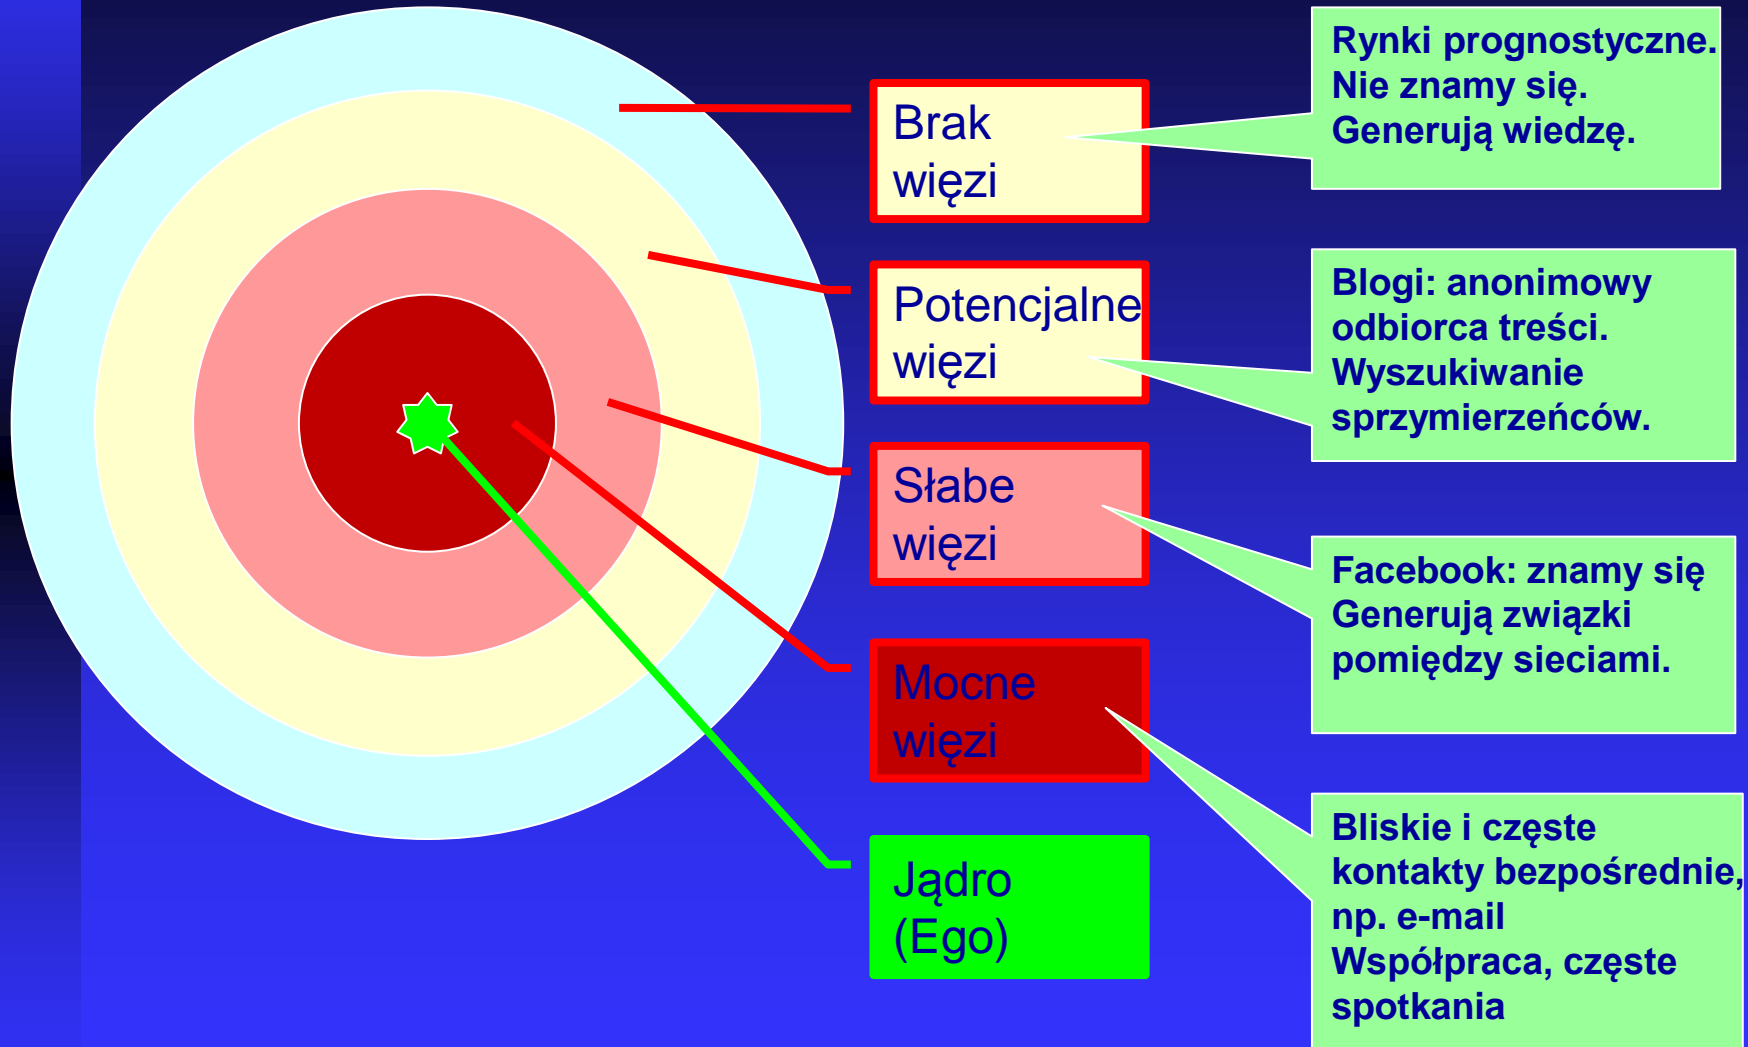 Brak
więzi
Rynki prognostyczne.
Nie znamy się.
Generują wiedzę.
Potencjalne
więzi
Blogi: anonimowy
odbiorca treści.
Wyszukiwanie
sprzymierzeńców.
Słabe
więzi
Facebook: znamy się
Generują związki
pomiędzy sieciami.
Mocne
więzi
Bliskie i częste
kontakty bezpośrednie,
np. e-mail
Współpraca, częste
spotkania
Jądro
(Ego)